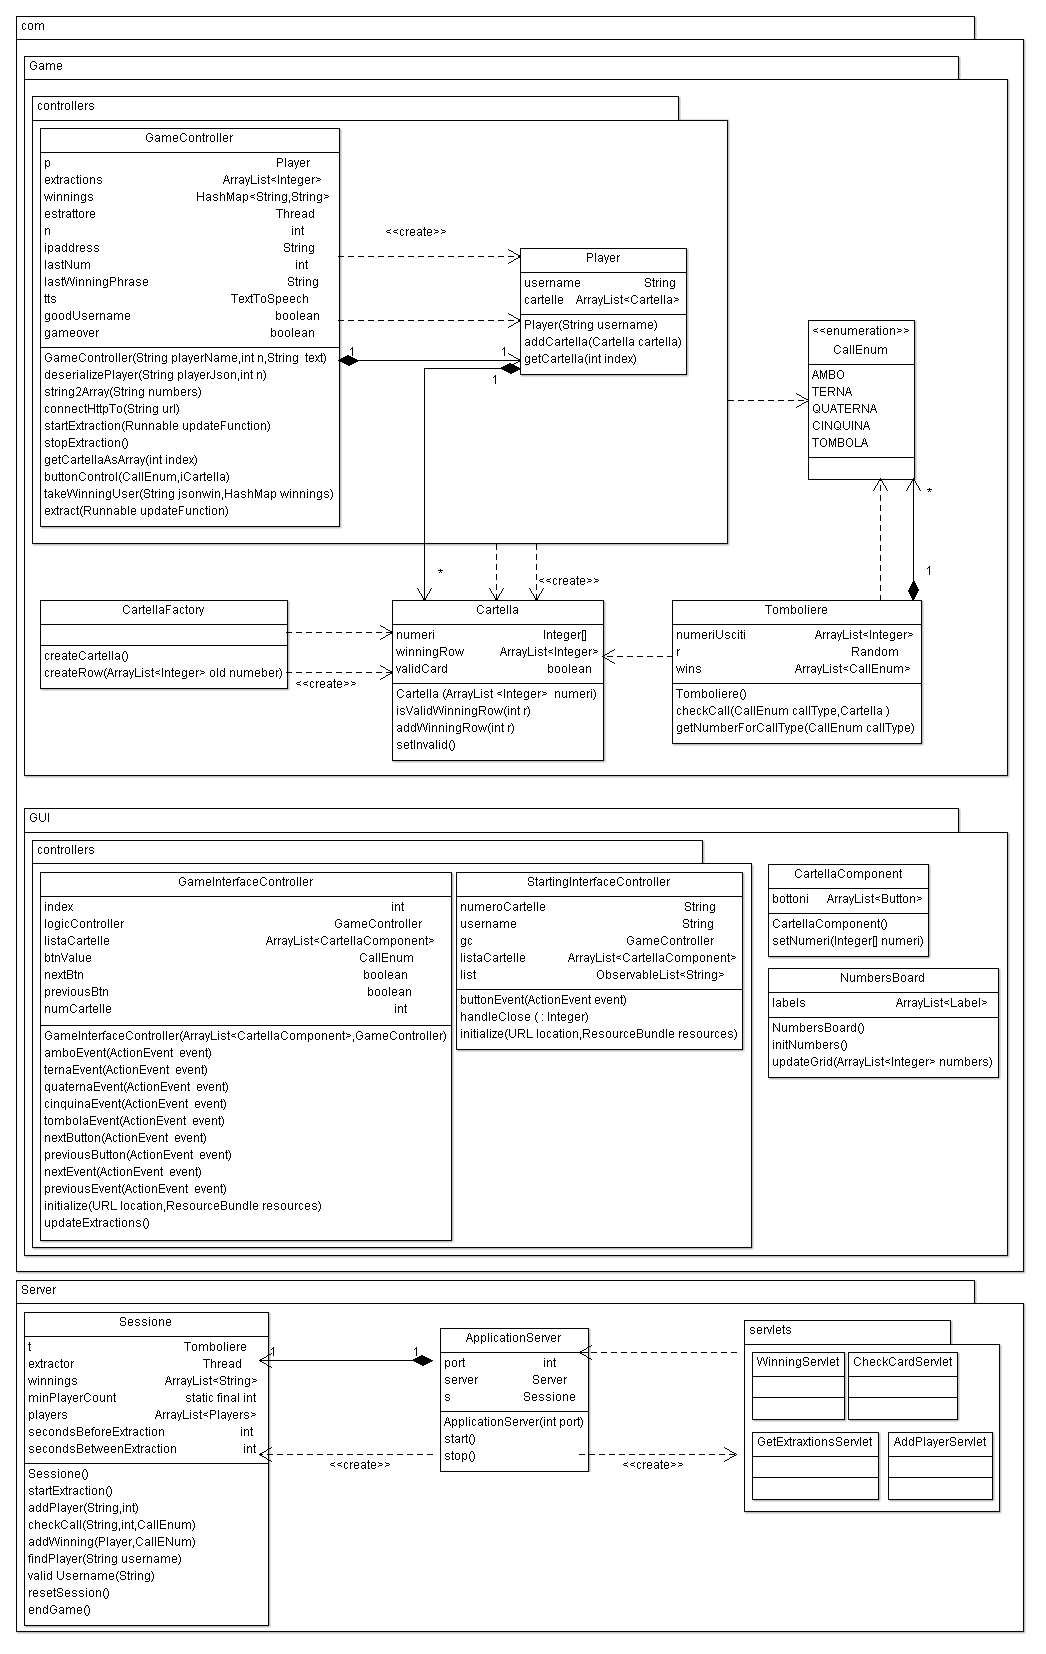 com
Game
controllers
GameController
p Player
extractions ArrayList<Integer>
winnings HashMap<String,String>
estrattore Thread
n int
ipaddress String
lastNum int
lastWinningPhrase String
tts TextToSpeech
goodUsername boolean
gameover boolean
GameController(String playerName,int n,String text)
deserializePlayer(String playerJson,int n)
string2Array(String numbers)
connectHttpTo(String url)
startExtraction(Runnable updateFunction)
stopExtraction()
getCartellaAsArray(int index)
buttonControl(CallEnum,iCartella)
takeWinningUser(String jsonwin,HashMap winnings)
extract(Runnable updateFunction)
<<create>>
1
1
1
Player
username String
cartelle ArrayList<Cartella>
Player(String username)
addCartella(Cartella cartella)
getCartella(int index)
<<enumeration>>
CallEnum
AMBO
TERNA
QUATERNA
CINQUINA
TOMBOLA
*
1
*
<<create>>
CartellaFactory
createCartella()
createRow(ArrayList<Integer> old numeber)
<<create>>
Cartella
numeri Integer[]
winningRow ArrayList<Integer>
validCard boolean
Cartella (ArrayList <Integer> numeri)
isValidWinningRow(int r)
addWinningRow(int r)
setInvalid()
Tomboliere
numeriUsciti ArrayList<Integer>
r Random
wins ArrayList<CallEnum>
Tomboliere()
checkCall(CallEnum callType,Cartella )
getNumberForCallType(CallEnum callType)
GUI
controllers
GameInterfaceController
index int
logicController GameController
listaCartelle ArrayList<CartellaComponent>
btnValue CallEnum
nextBtn boolean
previousBtn boolean
numCartelle int
GameInterfaceController(ArrayList<CartellaComponent>,GameController)
amboEvent(ActionEvent event)
ternaEvent(ActionEvent event)
quaternaEvent(ActionEvent event)
cinquinaEvent(ActionEvent event)
tombolaEvent(ActionEvent event)
nextButton(ActionEvent event)
previousButton(ActionEvent event)
nextEvent(ActionEvent event)
previousEvent(ActionEvent event)
initialize(URL location,ResourceBundle resources)
updateExtractions()
StartingInterfaceController
numeroCartelle String
username String
gc GameController
listaCartelle ArrayList<CartellaComponent>
list ObservableList<String>
buttonEvent(ActionEvent event)
handleClose ( : Integer)
initialize(URL location,ResourceBundle resources)
CartellaComponent
bottoni ArrayList<Button>
CartellaComponent()
setNumeri(Integer[] numeri)
NumbersBoard
labels ArrayList<Label>
NumbersBoard()
initNumbers()
updateGrid(ArrayList<Integer> numbers)
Server
Sessione
t Tomboliere
extractor Thread
winnings ArrayList<String>
minPlayerCount static final int
players ArrayList<Players>
secondsBeforeExtraction int
secondsBetweenExtraction int
Sessione()
startExtraction()
addPlayer(String,int)
checkCall(String,int,CallEnum)
addWinning(Player,CallENum)
findPlayer(String username)
valid Username(String)
resetSession()
endGame()
1
1
<<create>>
ApplicationServer
port int
server Server
s Sessione
ApplicationServer(int port)
start()
stop()
<<create>>
servlets
WinningServlet
CheckCardServlet
GetExtraxtionsServlet
AddPlayerServlet